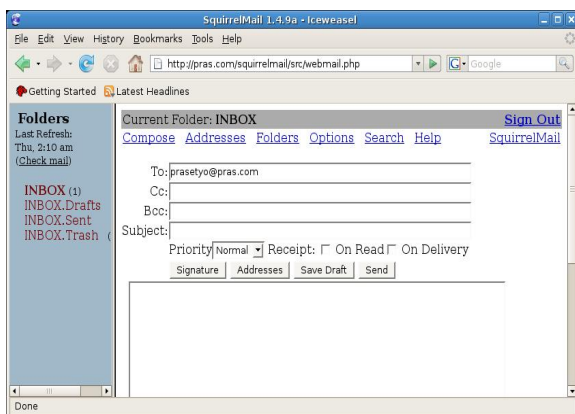 SquirrelMail 1.4.9a - Iceweasel
File Edit View History Bookmarks Tools Help
http://pras.com/squirrelmail/src/webmail.php
Google
Getting Started Latest Headlines
Folders
Last Refresh:
Thu, 2:10 am
(Check mail)
INBOX (1)
INBOX.Drafts
INBOX.Sent
INBOX.Trash (
Current Folder: INBOX Sign Out
Compose Addresses Folders Options Search Help SquirrelMail
To: prasetyo@pras.com
Cc:
Bcc:
Subject:
Priority Normal Receipt: On Read On Delivery
Signature Addresses Save Draft Send
Done